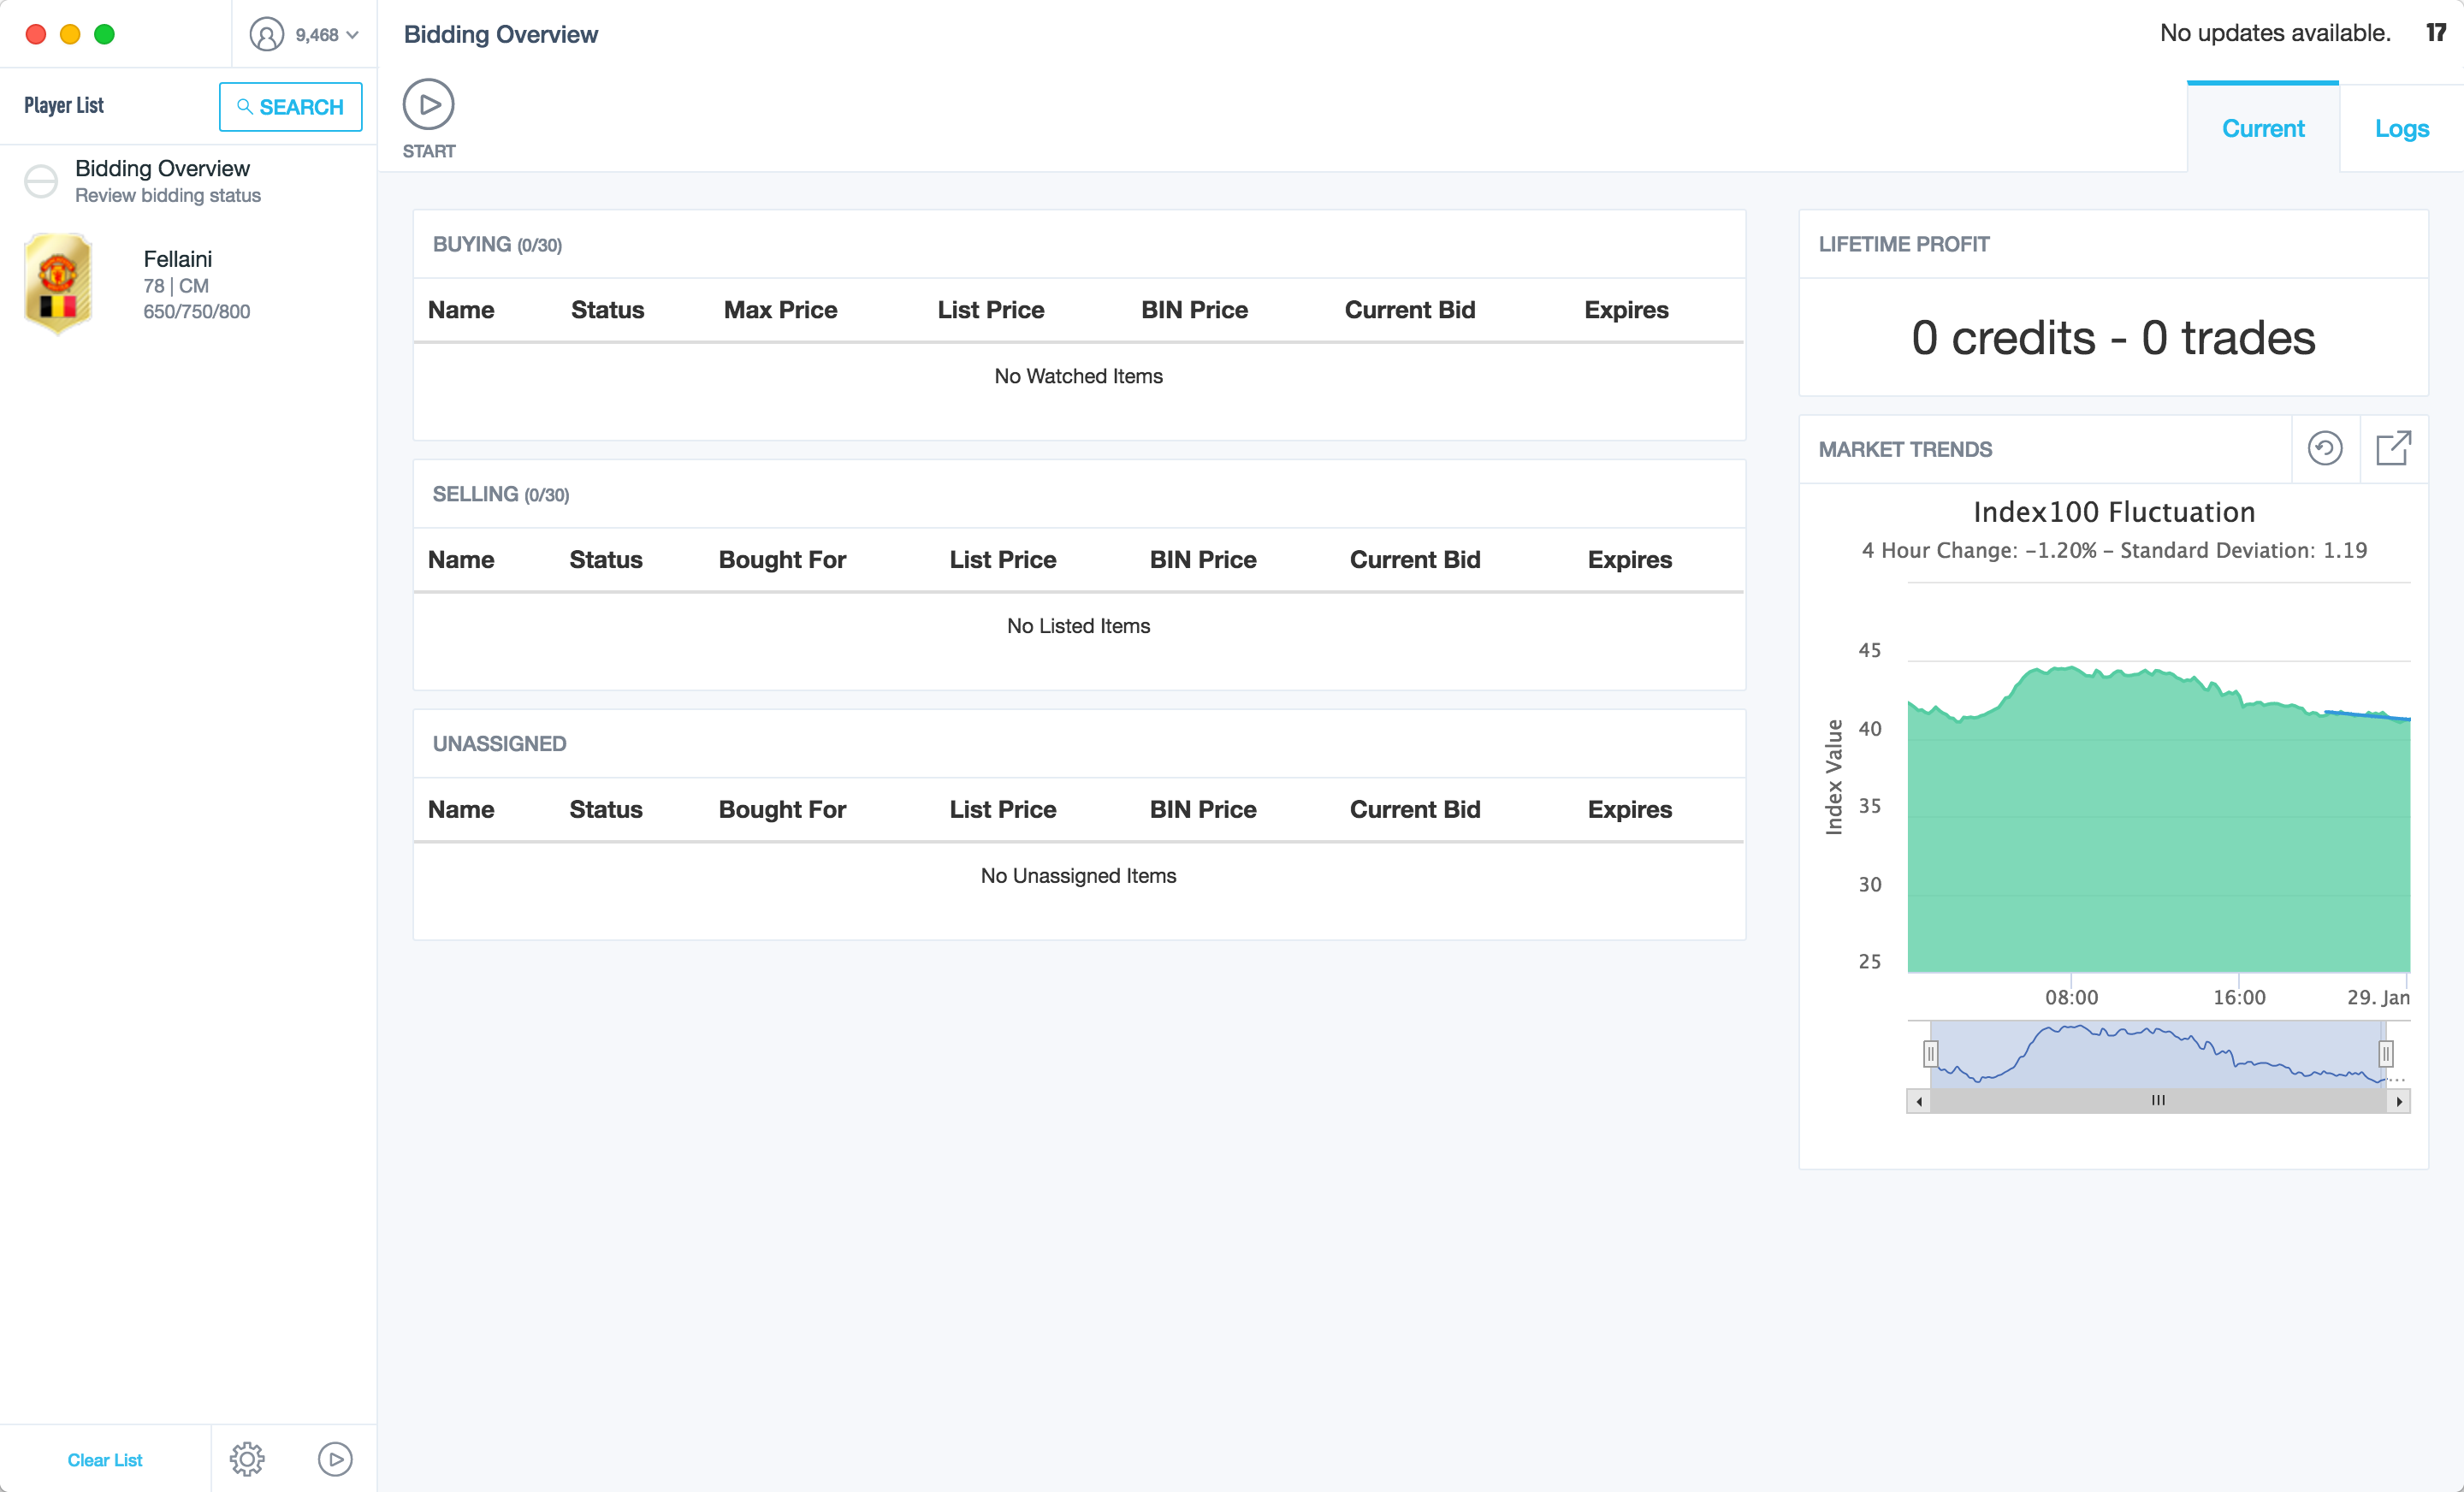 9,468
Bidding Overview
No updates available.
17
Player List
SEARCH
START
Current
Logs
Bidding Overview
Review bidding status
Fellaini
78 | CM
650/750/800
BUYING (0/30)
Name Status Max Price List Price BIN Price Current Bid Expires
No Watched Items
SELLING (0/30)
Name Status Bought For List Price BIN Price Current Bid Expires
No Listed Items
UNASSIGNED
Name Status Bought For List Price BIN Price Current Bid Expires
No Unassigned Items
LIFETIME PROFIT
0 credits - 0 trades
MARKET TRENDS
Index100 Fluctuation
4 Hour Change: -1.20% - Standard Deviation: 1.19
Index Value
45
40
35
30
25
08:00 16:00 29. Jan
Clear List